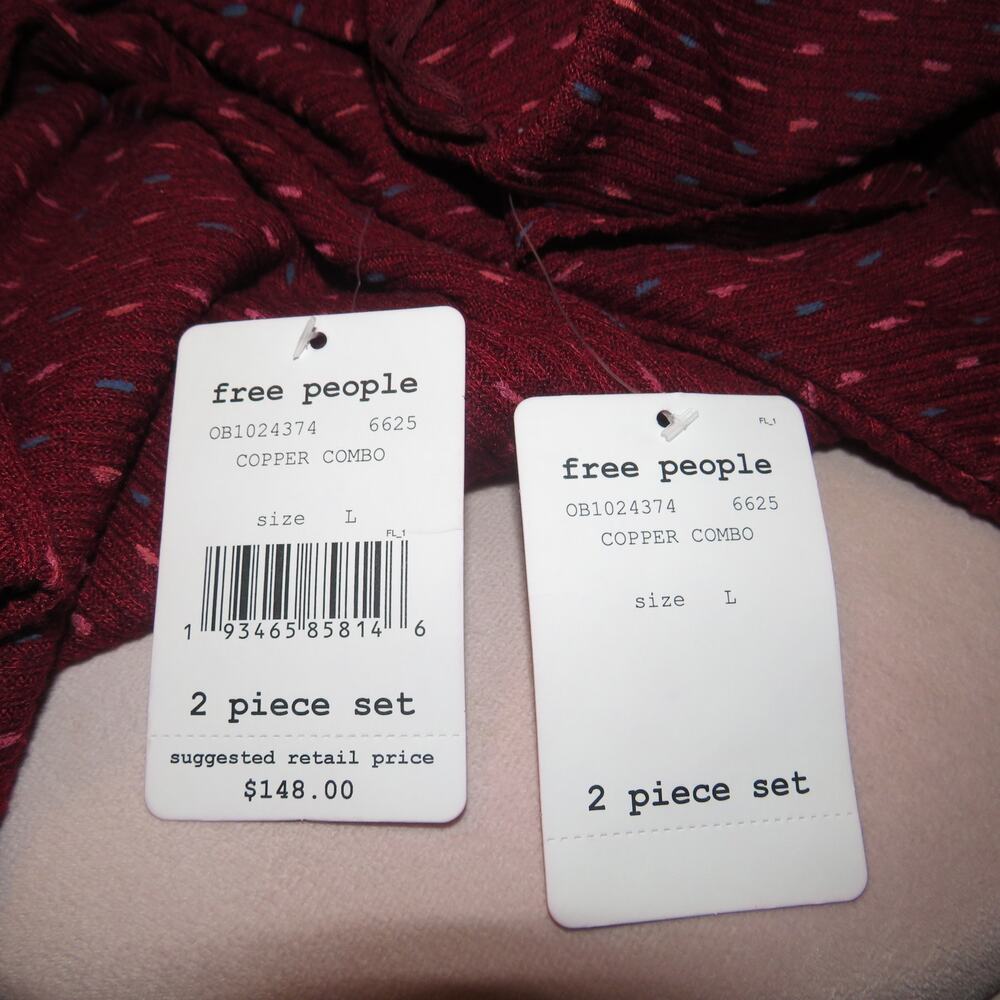 free people
OB1024374 6625
COPPER COMBO
size L
FL_1
1 93465 85814 6
2 piece set
suggested retail price
$148.00
FL_1
free people
OB1024374 6625
COPPER COMBO
size L
2 piece set